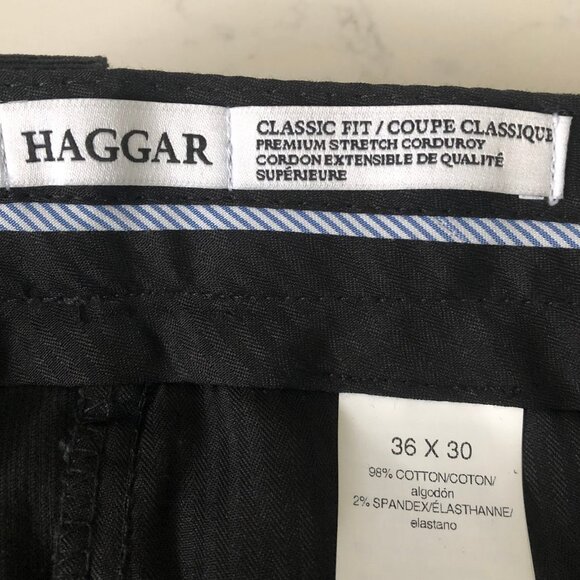 HAGGAR
CLASSIC FIT / COUPE CLASSIQUE
PREMIUM STRETCH CORDUROY
CORDON EXTENSIBLE DE QUALITÉ
SUPÉRIEURE
36 X 30
98% COTTON/COTON/
algodón
2% SPANDEX/ÉLASTHANNE/
elastano